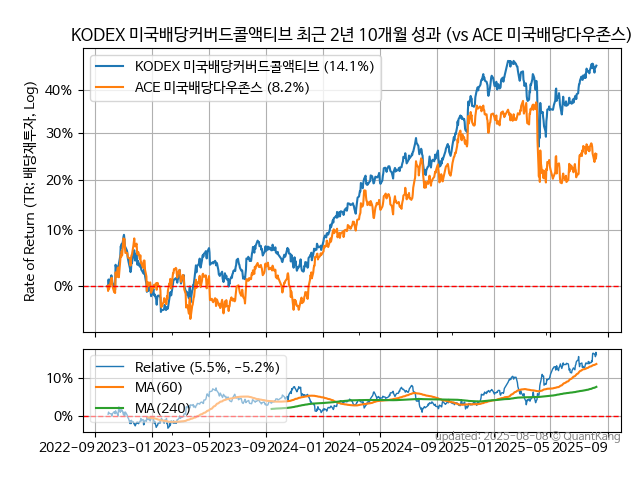 KODEX 미국배당커버드콜액티브 최근 2년 10개월 성과 (vs ACE 미국배당다우존스)
KODEX 미국배당커버드콜액티브 (14.1%)
ACE 미국배당다우존스 (8.2%)
Rate of Return (TR: 배당재투자, Log)
40%
30%
20%
10%
0%
Relative (5.5%, −5.2%)
MA(60)
MA(240)
10%
0%
updated: 2025-08-08 © QuantKang
2022−09 2023−01 2023−05 2023−09 2024−01 2024−05 2024−09 2025−01 2025−05 2025−09